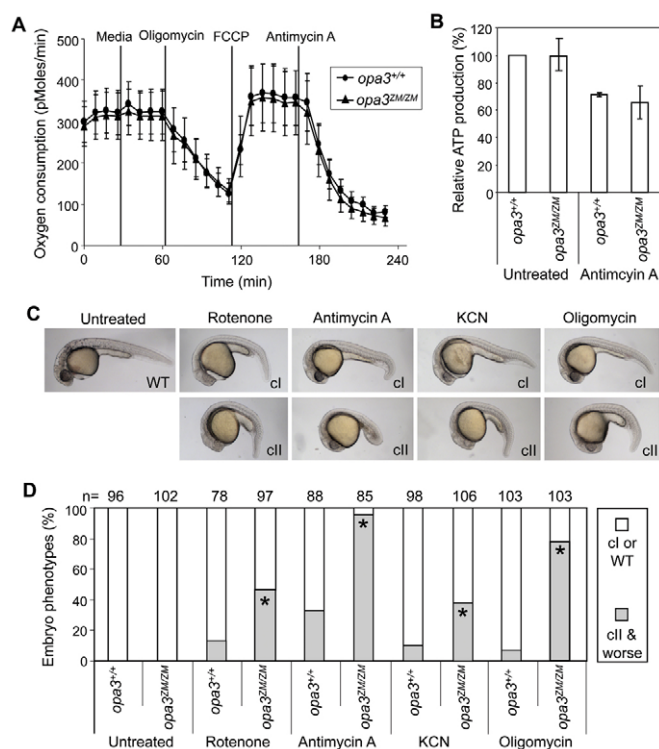 A
Media Oligomycin FCCP Antimycin A
Oxygen consumption (pMoles/min)
500
400
300
300
100
0
0 60 120 180 240
Time (min)
opa3+/+
opa3ZM/ZM
B
Relative ATP production (%)
120
100
80
60
40
20
0
opa3+/+ opa3ZM/ZM opa3+/+ opa3ZM/ZM
Untreated Antimcyin A
C
Untreated Rotenone Antimycin A KCN Oligomycin
WT cI cI cI cI
cII cII cII cII
D
n= 96 102 78 97 88 85 98 106 103 103
Embryo phenotypes (%)
100
80
60
40
20
0
* * * *
opa3+/+ opa3ZM/ZM opa3+/+ opa3ZM/ZM opa3+/+ opa3ZM/ZM opa3+/+ opa3ZM/ZM opa3+/+ opa3ZM/ZM
Untreated Rotenone Antimycin A KCN Oligomycin
cI or
WT
cII &
worse